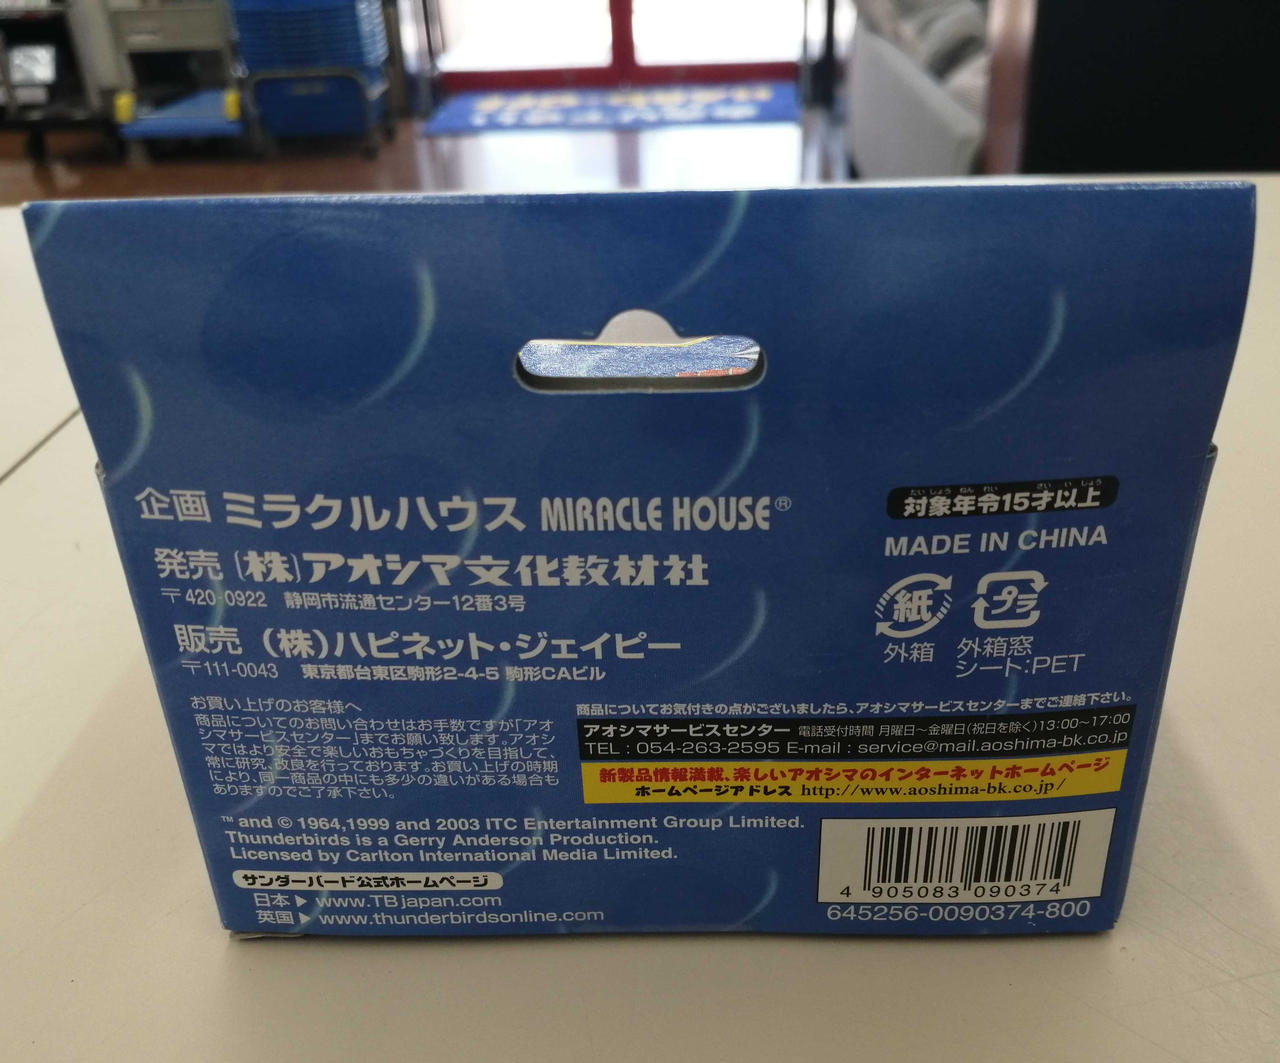 企画 ミラクルハウス MIRACLE HOUSE®
発売 (株)アオシマ文化教材社
〒420-0922 静岡市流通センター12番3号
販売 (株)ハピネット・ジェイピー
〒111-0043 東京都台東区駒形2-4-5 駒形CAビル
たいしょうねんれい さい いじょう
対象年令15才以上
MADE IN CHINA
紙
外箱
プラ
外箱窓
シート:PET
お買い上げのお客様へ
商品についてのお問い合わせはお手数ですが「アオ
シマサービスセンター」までお願い致します。アオシ
マではより安全で楽しいおもちゃづくりを目指して、
常に研究、改良を行っております。お買い上げの時期
により、同一商品の中にも多少の違いがある場合も
ありますのでご了承下さい。
商品についてお気付きの点がございましたら、アオシマサービスセンターまでご連絡下さい。
アオシマサービスセンター 電話受付時間 月曜日〜金曜日(祝日を除く)13:00〜17:00
TEL : 054-263-2595 E-mail : service@mail.aoshima-bk.co.jp
新製品情報満載、楽しいアオシマのインターネットホームページ
ホームページアドレス http://www.aoshima-bk.co.jp/
™ and © 1964,1999 and 2003 ITC Entertainment Group Limited.
Thunderbirds is a Gerry Anderson Production.
Licensed by Carlton International Media Limited.
サンダーバード公式ホームページ
日本▶ www.TBjapan.com
英国▶ www.thunderbirdsonline.com
4 905083 090374
645256-0090374-800